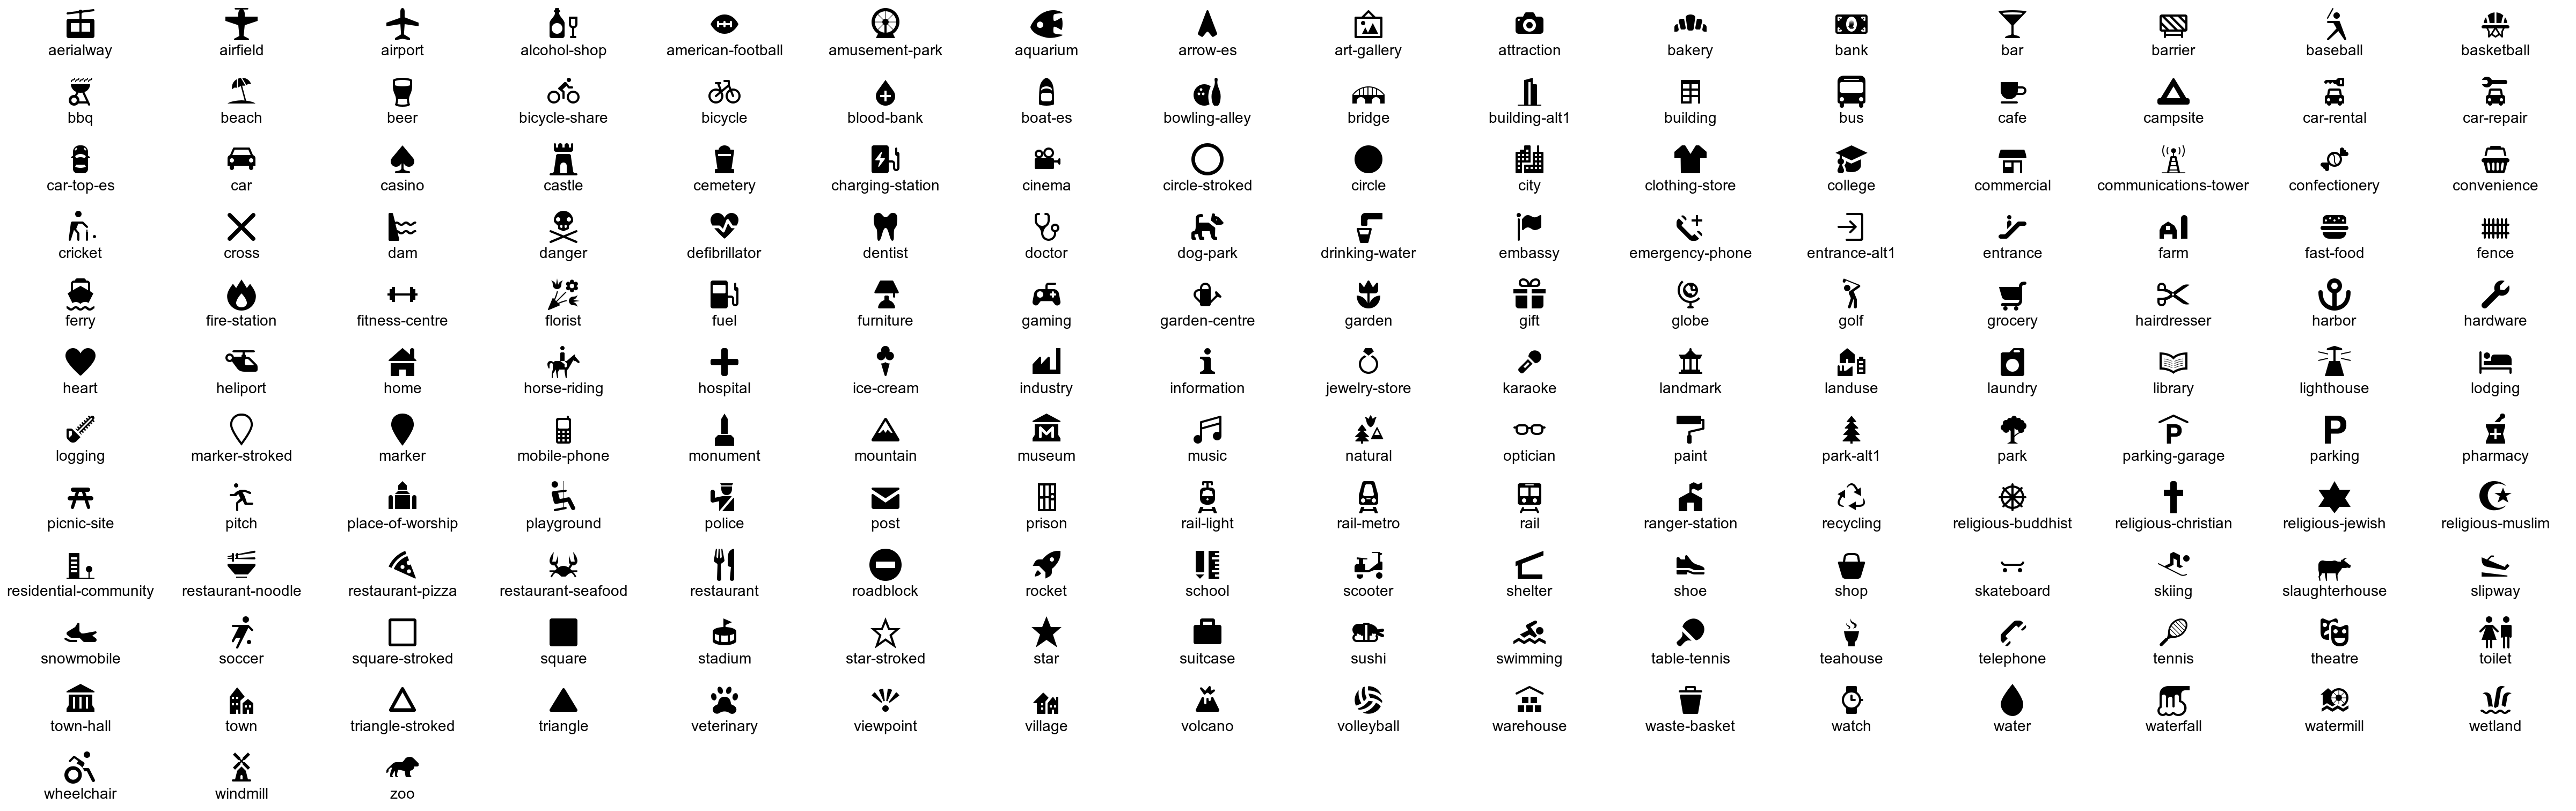 aerialway airfield airport alcohol-shop american-football amusement-park aquarium arrow-es art-gallery attraction bakery bank bar barrier baseball basketball
bbq beach beer bicycle-share bicycle blood-bank boat-es bowling-alley bridge building-alt1 building bus cafe campsite car-rental car-repair
car-top-es car casino castle cemetery charging-station cinema circle-stroked circle city clothing-store college commercial communications-tower confectionery convenience
cricket cross dam danger defibrillator dentist doctor dog-park drinking-water embassy emergency-phone entrance-alt1 entrance farm fast-food fence
ferry fire-station fitness-centre florist fuel furniture gaming garden-centre garden gift globe golf grocery hairdresser harbor hardware
heart heliport home horse-riding hospital ice-cream industry information jewelry-store karaoke landmark landuse laundry library lighthouse lodging
logging marker-stroked marker mobile-phone monument mountain museum music natural optician paint park-alt1 park parking-garage parking pharmacy
picnic-site pitch place-of-worship playground police post prison rail-light rail-metro rail ranger-station recycling religious-buddhist religious-christian religious-jewish religious-muslim
residential-community restaurant-noodle restaurant-pizza restaurant-seafood restaurant roadblock rocket school scooter shelter shoe shop skateboard skiing slaughterhouse slipway
snowmobile soccer square-stroked square stadium star-stroked star suitcase sushi swimming table-tennis teahouse telephone tennis theatre toilet
town-hall town triangle-stroked triangle veterinary viewpoint village volcano volleyball warehouse waste-basket watch water waterfall watermill wetland
wheelchair windmill zoo